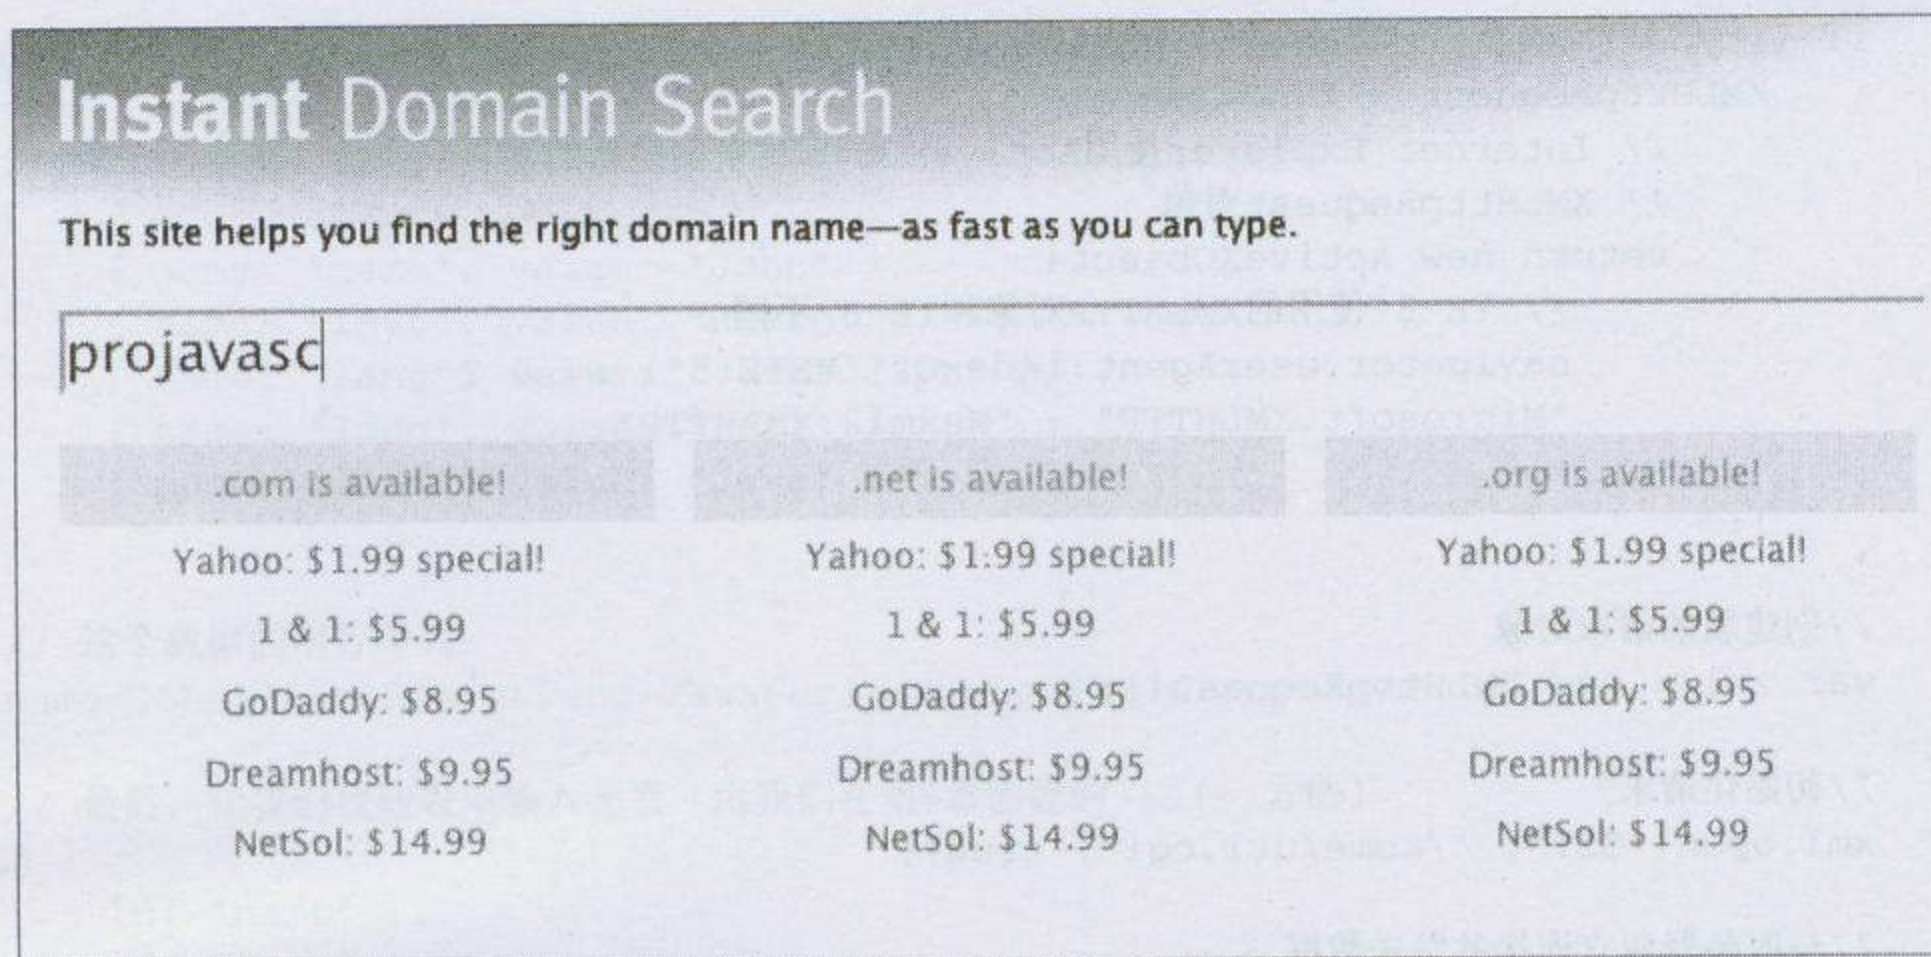 Instant Domain Search
This site helps you find the right domain name—as fast as you can type.
projavasc
.com is available! .net is available! .org is available!
Yahoo: $1.99 special! Yahoo: $1.99 special! Yahoo: $1.99 special!
1 & 1: $5.99 1 & 1: $5.99 1 & 1: $5.99
GoDaddy: $8.95 GoDaddy: $8.95 GoDaddy: $8.95
Dreamhost: $9.95 Dreamhost: $9.95 Dreamhost: $9.95
NetSol: $14.99 NetSol: $14.99 NetSol: $14.99